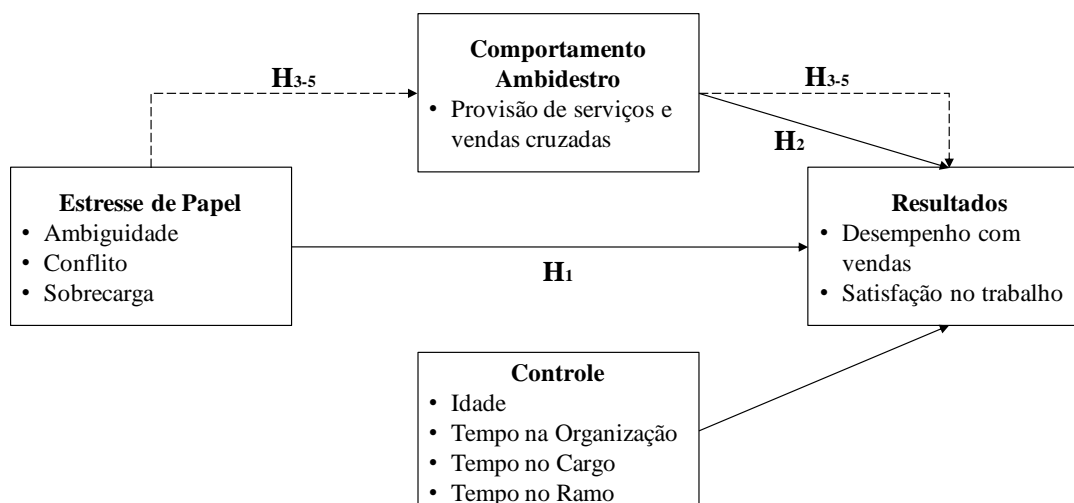 Comportamento
Ambidestro
• Provisão de serviços e
vendas cruzadas
H3-5
H3-5
H2
Estresse de Papel
• Ambiguidade
• Conflito
• Sobrecarga
Resultados
• Desempenho com
vendas
• Satisfação no trabalho
H1
Controle
• Idade
• Tempo na Organização
• Tempo no Cargo
• Tempo no Ramo